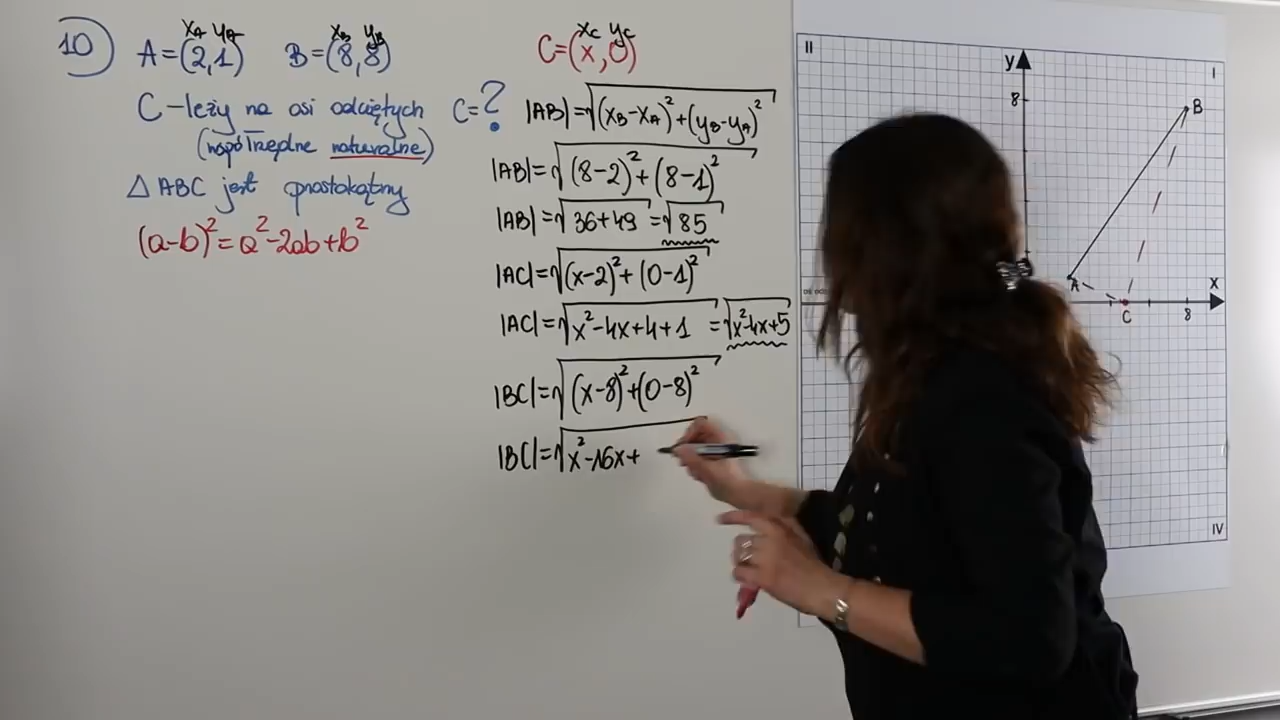 10) A=(2,1) B=(8,8)
xA yA xB yB
C – leży na osi odciętych C=?
(współrzędne naturalne)
△ABC jest prostokątny
(a-b)²=a²-2ab+b²
xC yC
C=(x,0)
|AB|=√(xB-xA)²+(yB-yA)²
|AB|=√(8-2)²+(8-1)²
|AB|=√36+49=√85
|AC|=√(x-2)²+(0-1)²
|AC|=√x²-4x+4+1=√x²-4x+5
|BC|=√(x-8)²+(0-8)²
|BC|=√x²-16x+
II
I
y
8
B
A
x
C
8
IV